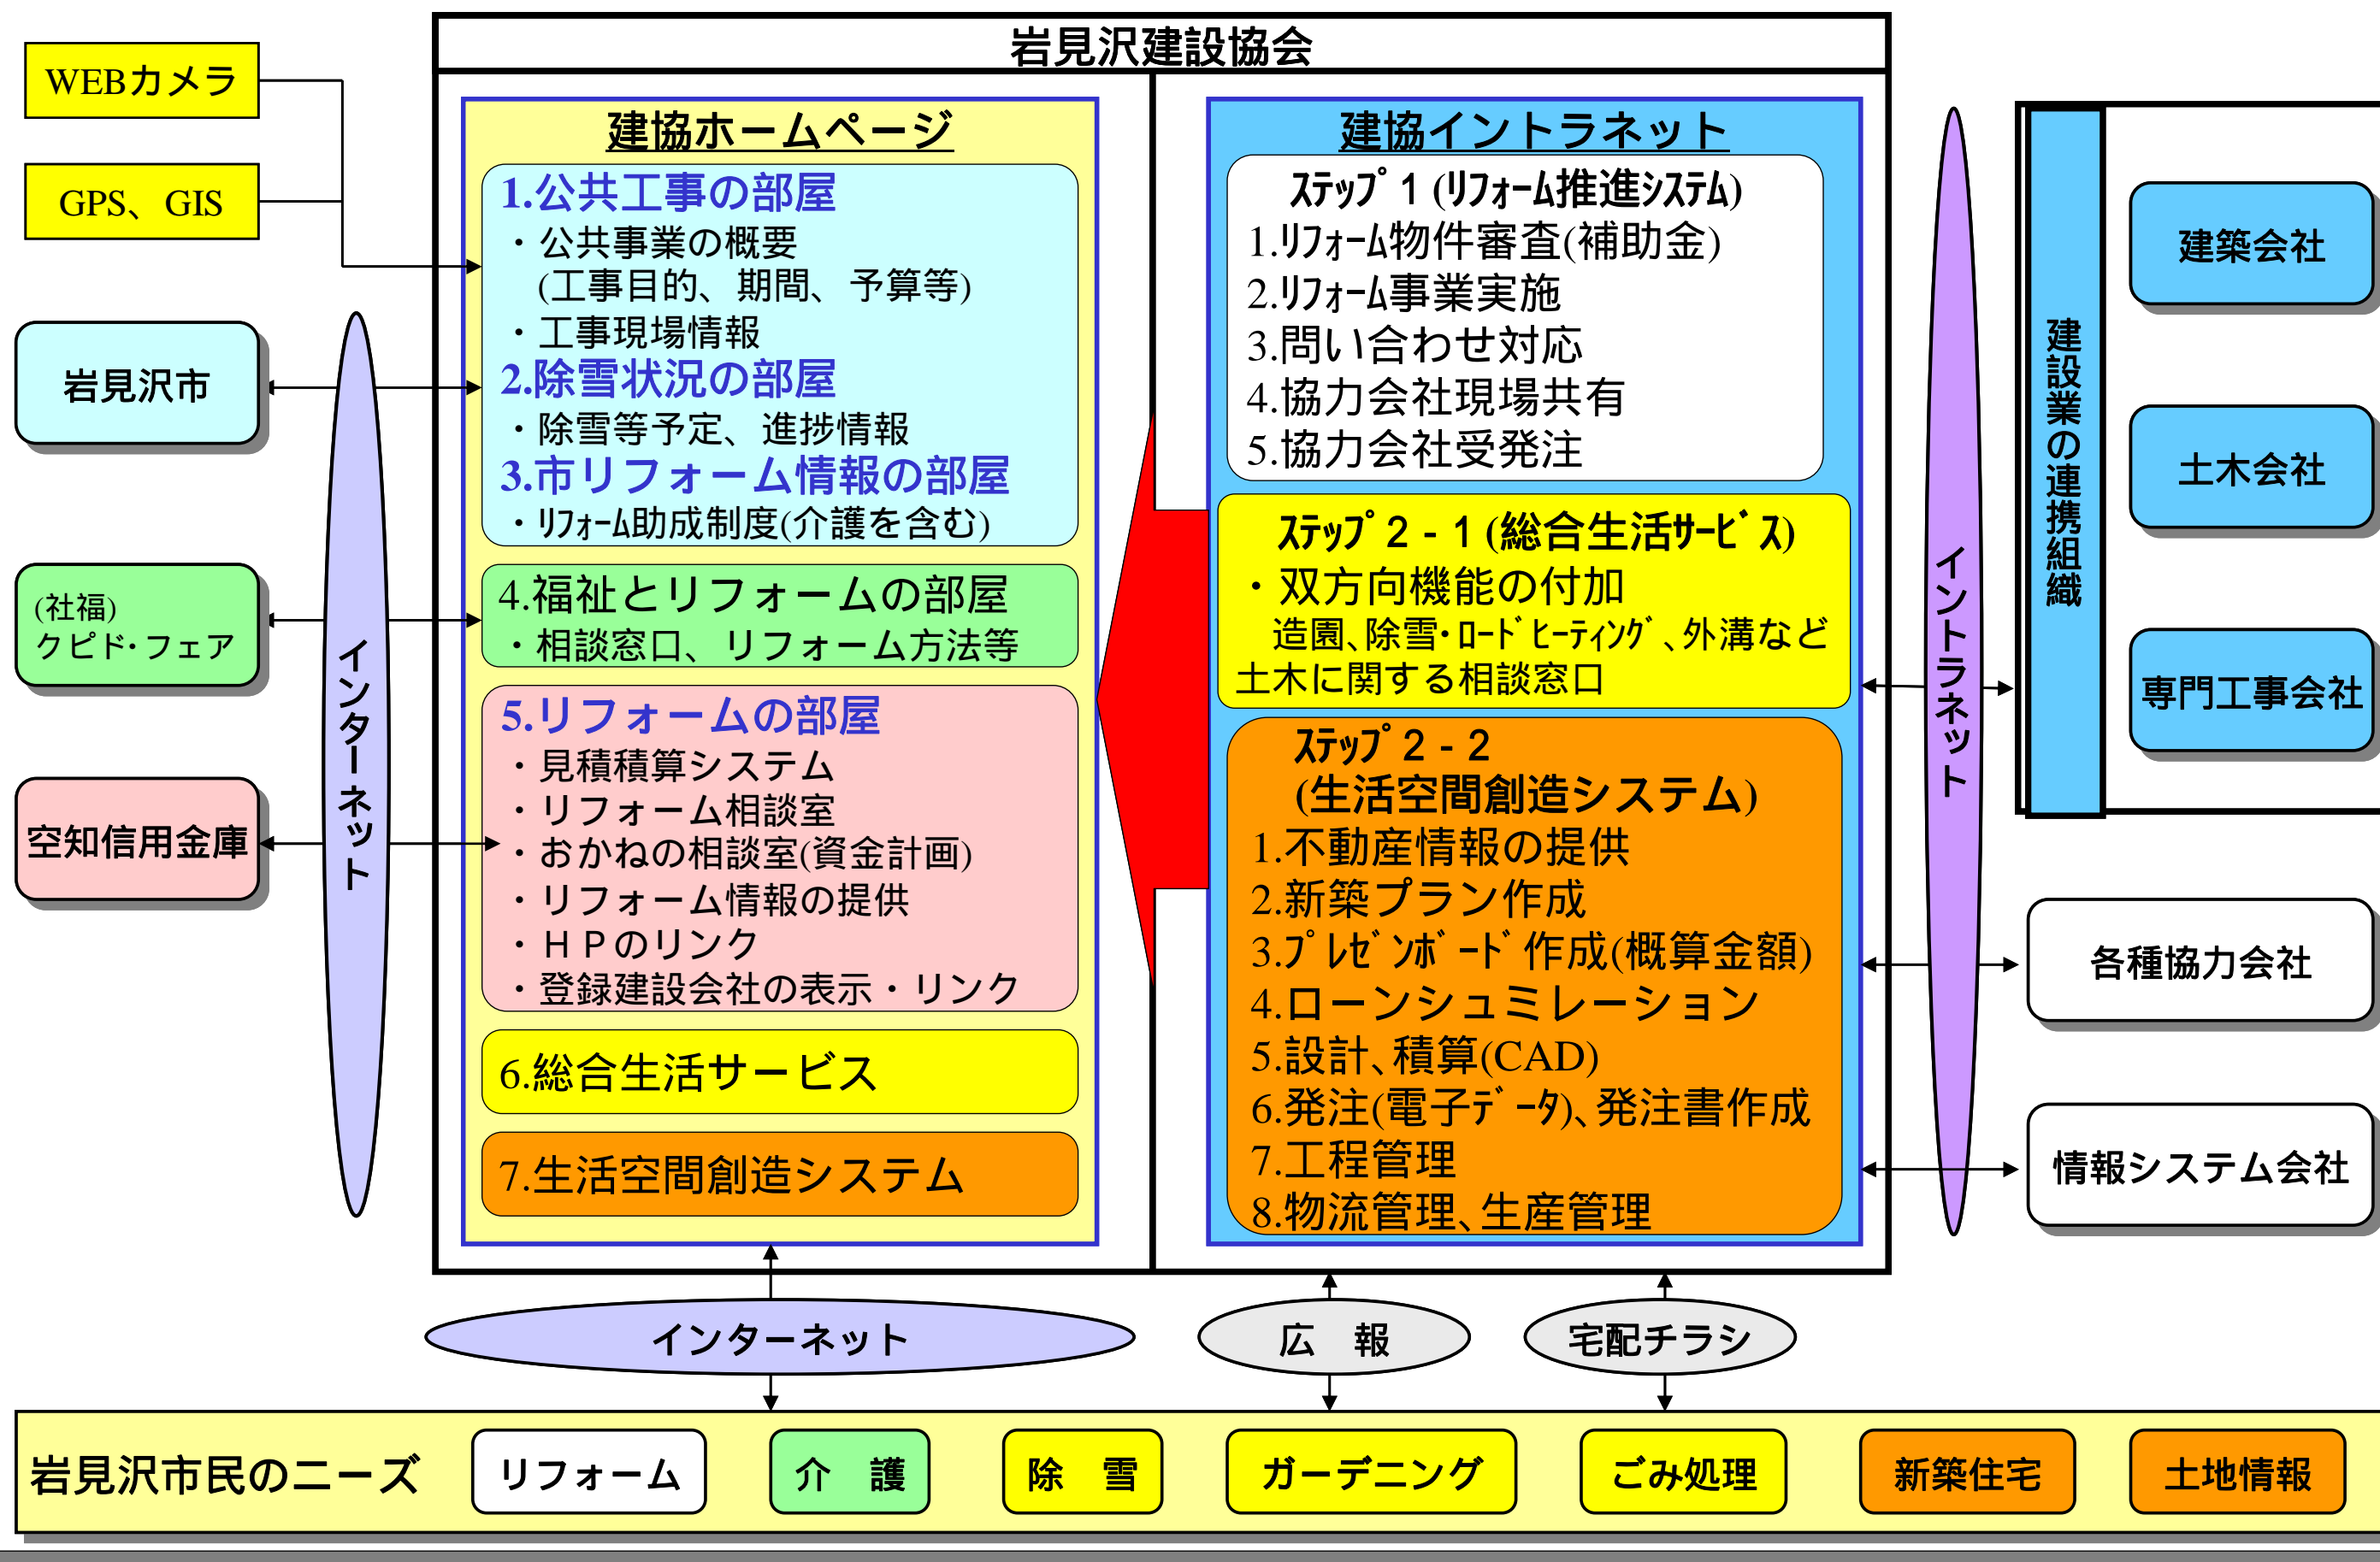 岩見沢建設協会
WEBカメラ
GPS、GIS
岩見沢市
(社福)
クピド・フェア
空知信用金庫
インターネット
建協ホームページ
1.公共工事の部屋
・公共事業の概要
(工事目的、期間、予算等)
・工事現場情報
2.除雪状況の部屋
・除雪等予定、進捗情報
3.市リフォーム情報の部屋
・ﾘﾌｫｰﾑ助成制度(介護を含む)
4.福祉とリフォームの部屋
・相談窓口、リフォーム方法等
5.リフォームの部屋
・見積積算システム
・リフォーム相談室
・おかねの相談室(資金計画)
・リフォーム情報の提供
・ＨＰのリンク
・登録建設会社の表示・リンク
6.総合生活サービス
7.生活空間創造システム
建協イントラネット
ｽﾃｯﾌﾟ１(ﾘﾌｫｰﾑ推進ｼｽﾃﾑ)
1.ﾘﾌｫｰﾑ物件審査(補助金)
2.ﾘﾌｫｰﾑ事業実施
3.問い合わせ対応
4.協力会社現場共有
5.協力会社受発注
ｽﾃｯﾌﾟ２-１(総合生活ｻｰﾋﾞｽ)
・双方向機能の付加
造園､除雪･ﾛｰﾄﾞﾋｰﾃｨﾝｸﾞ､外溝など
土木に関する相談窓口
ｽﾃｯﾌﾟ２-２
(生活空間創造システム)
1.不動産情報の提供
2.新築プラン作成
3.ﾌﾟﾚｾﾞﾝﾎﾞｰﾄﾞ作成(概算金額)
4.ローンシュミレーション
5.設計､積算(CAD)
6.発注(電子ﾃﾞｰﾀ)､発注書作成
7.工程管理
8.物流管理､生産管理
イントラネット
建設業の連携組織
建築会社
土木会社
専門工事会社
各種協力会社
情報システム会社
インターネット
広　報
宅配チラシ
岩見沢市民のニーズ
リフォーム
介　護
除　雪
ガーデニング
ごみ処理
新築住宅
土地情報